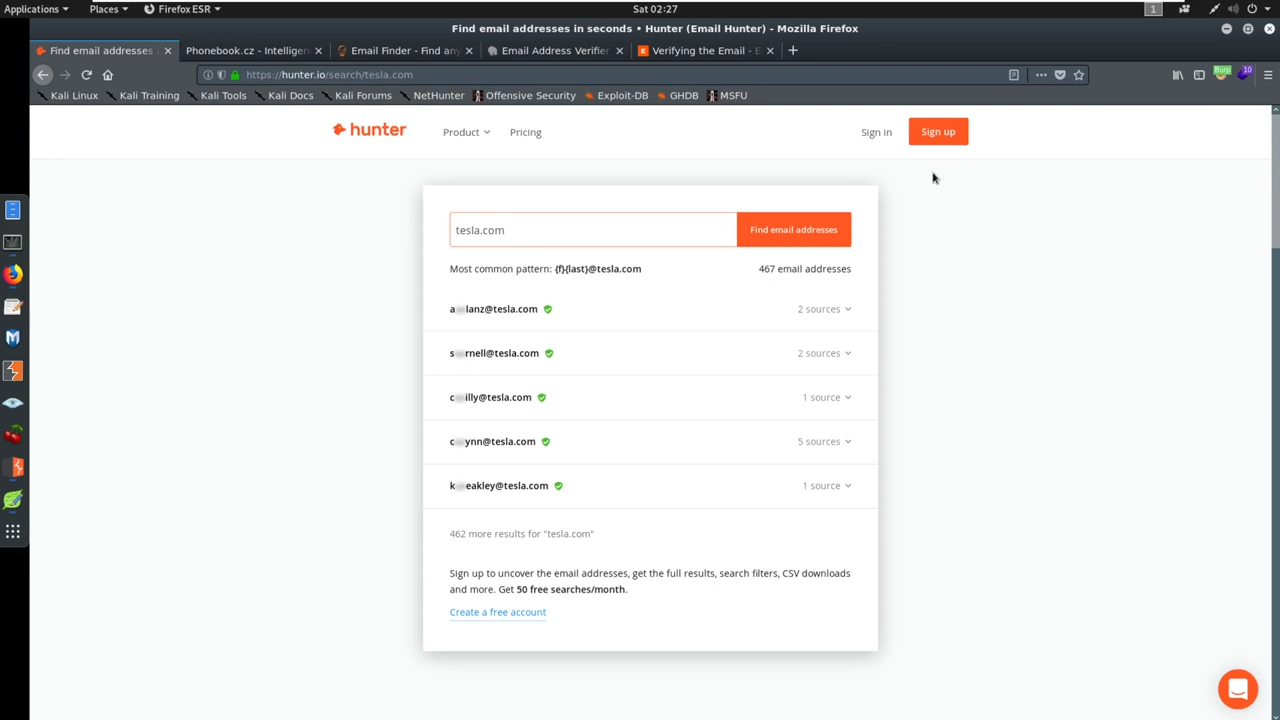 Applications Places Firefox ESR Sat 02:27 1
Find email addresses in seconds • Hunter (Email Hunter) - Mozilla Firefox
Find email addresses Phonebook.cz - Intelligen Email Finder - Find any Email Address Verifier Verifying the Email - E
https://hunter.io/search/tesla.com Burp 10
Kali Linux Kali Training Kali Tools Kali Docs Kali Forums NetHunter Offensive Security Exploit-DB GHDB MSFU
hunter Product Pricing Sign in Sign up
tesla.com Find email addresses
Most common pattern: {f}{last}@tesla.com 467 email addresses
a lanz@tesla.com 2 sources
s rnell@tesla.com 2 sources
c illy@tesla.com 1 source
c ynn@tesla.com 5 sources
k eakley@tesla.com 1 source
462 more results for "tesla.com"
Sign up to uncover the email addresses, get the full results, search filters, CSV downloads
and more. Get 50 free searches/month.
Create a free account